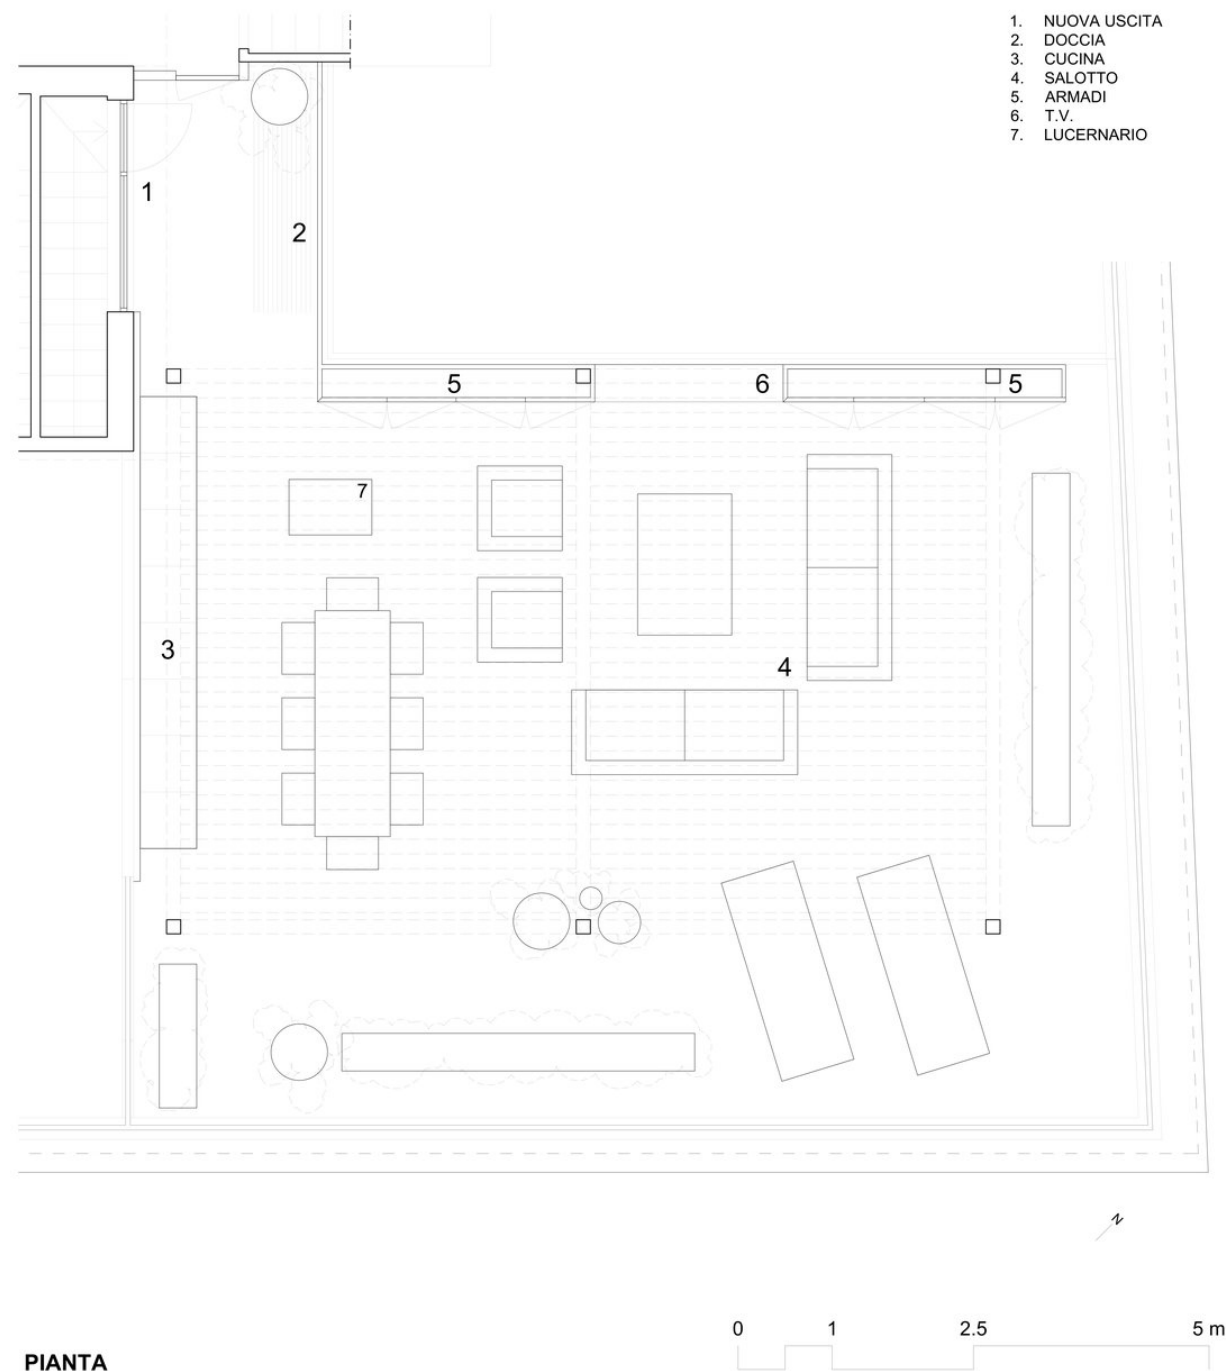 1. NUOVA USCITA
2. DOCCIA
3. CUCINA
4. SALOTTO
5. ARMADI
6. T.V.
7. LUCERNARIO
1
2
5
6
5
7
3
4
N
0 1 2.5 5 m
PIANTA